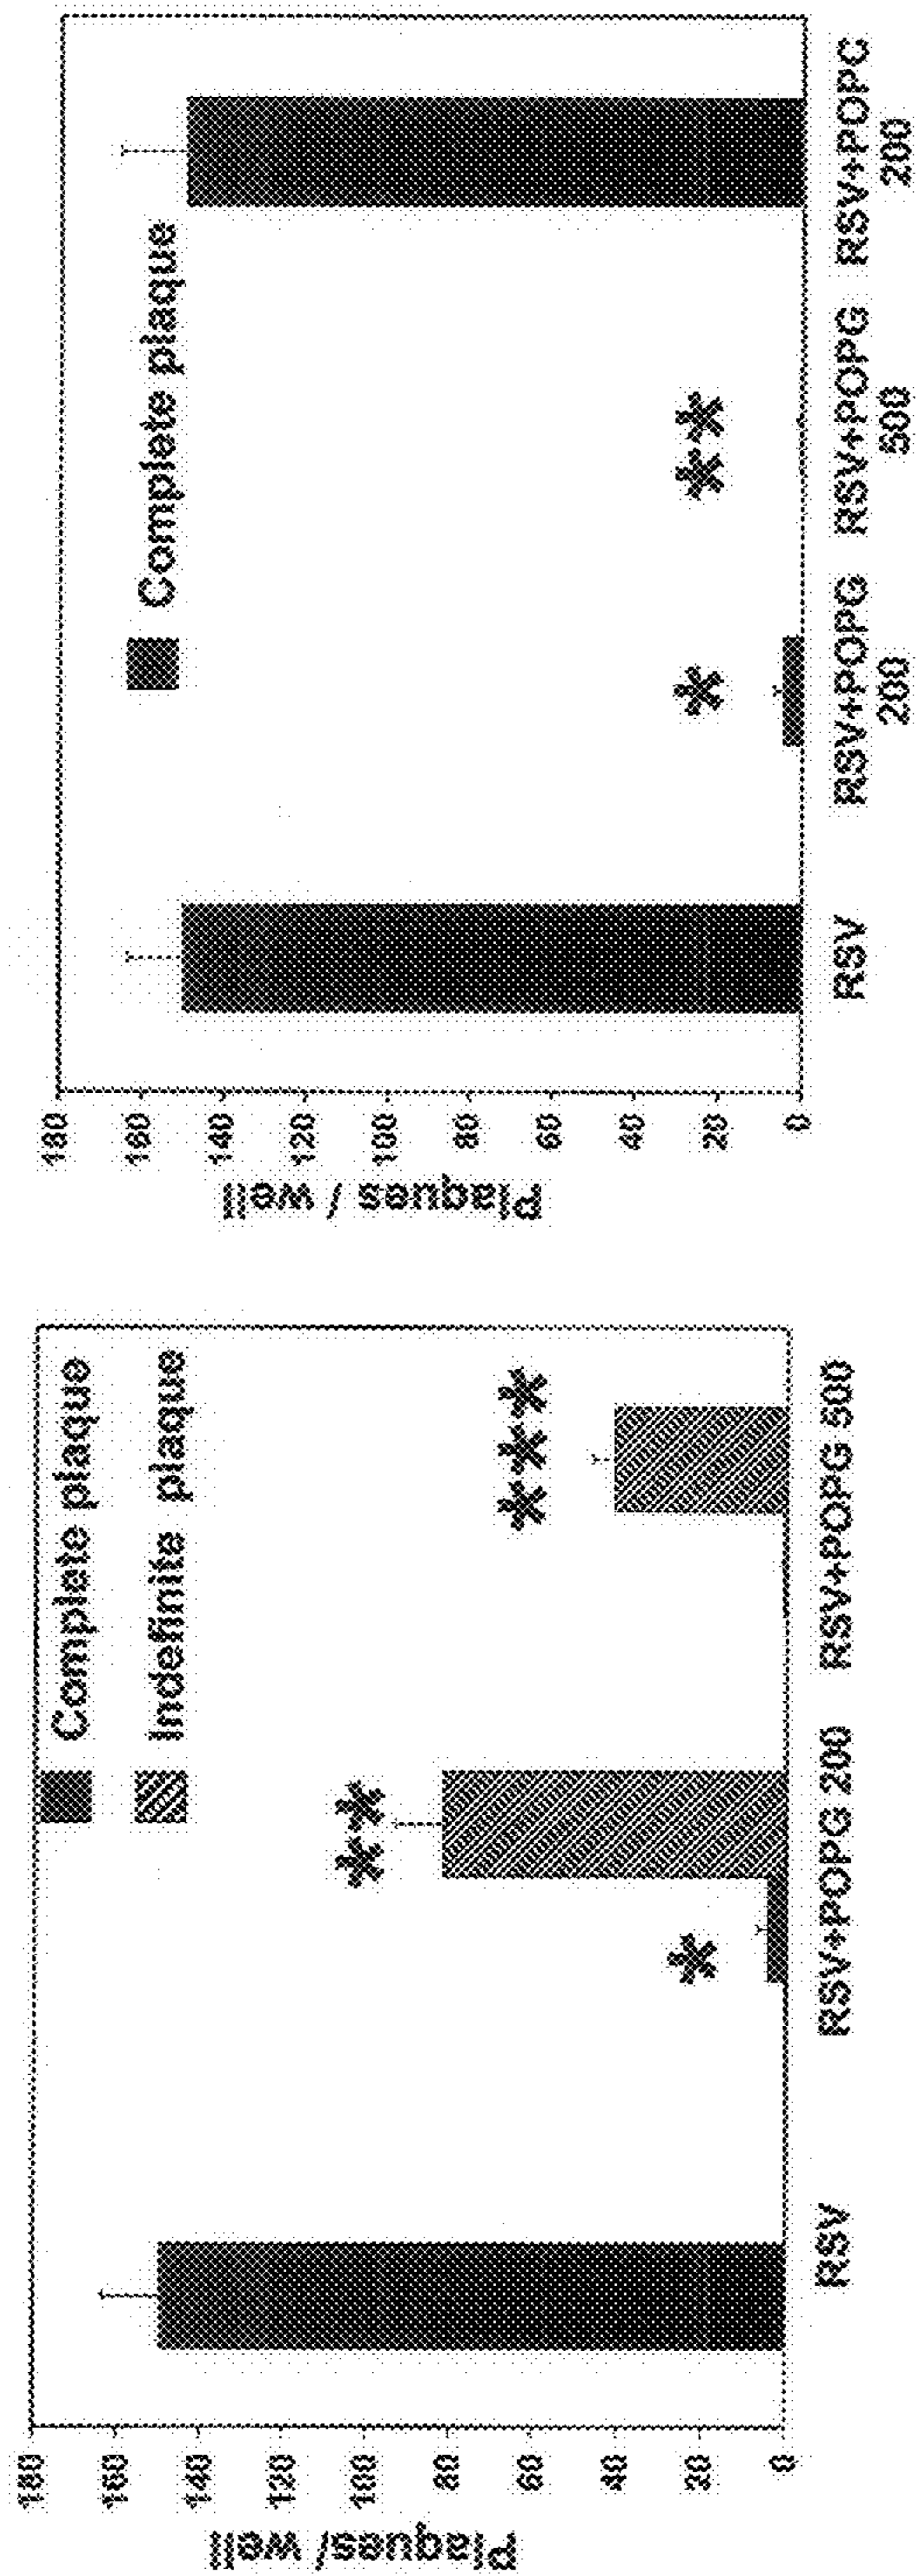 Plaques/ well
180
160
140
120
100
80
60
40
20
0
Complete plaque
Indefinite plaque
*
**
***
RSV
RSV+POPG 200
RSV+POPG 500
Plaques / well
180
160
140
120
100
80
60
40
20
0
Complete plaque
*
**
RSV
RSV+POPG
200
RSV+POPG
500
RSV+POPC
200